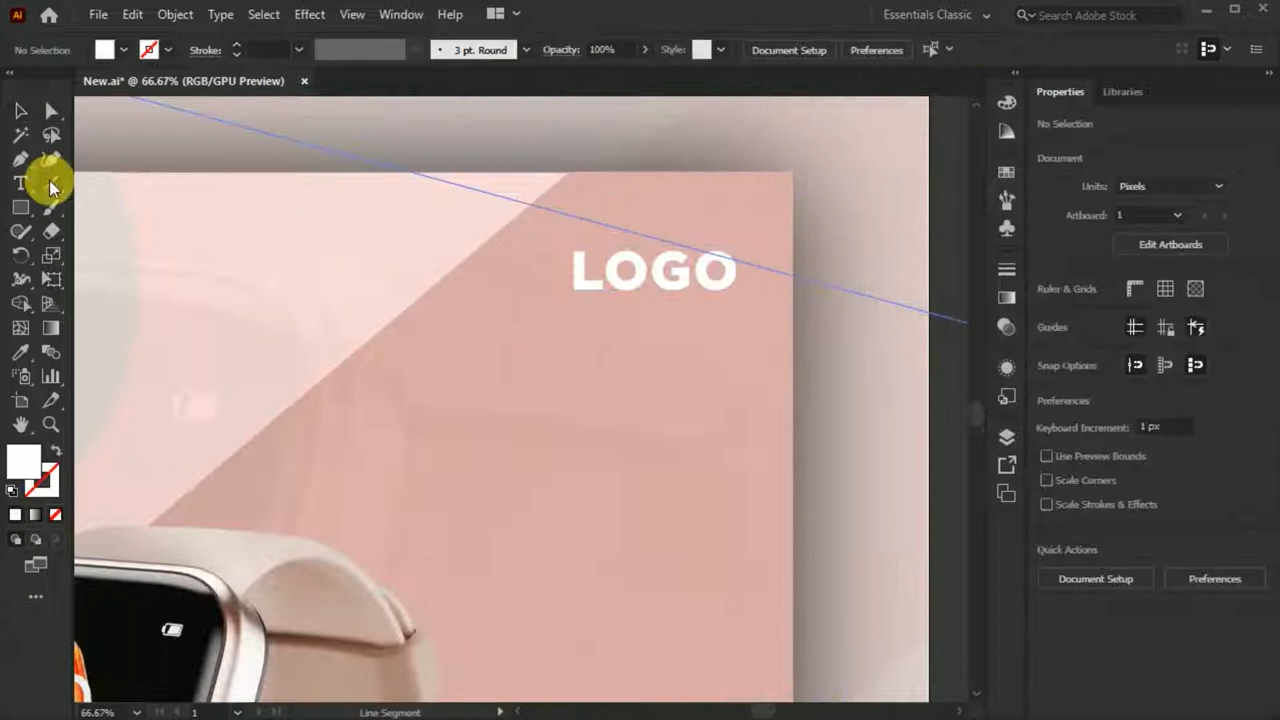 Ai File Edit Object Type Select Effect View Window Help Essentials Classic Search Adobe Stock
No Selection Stroke: 3 pt. Round Opacity: 100% Style: Document Setup Preferences
New.ai* @ 66.67% (RGB/GPU Preview)
Properties Libraries
No Selection
Document
Units: Pixels
Artboard: 1
Edit Artboards
LOGO
Ruler & Grids
Guides
Snap Options
Preferences
Keyboard Increment: 1 px
Use Preview Bounds
Scale Corners
Scale Strokes & Effects
Quick Actions
Document Setup Preferences
66.67% 1 Line Segment